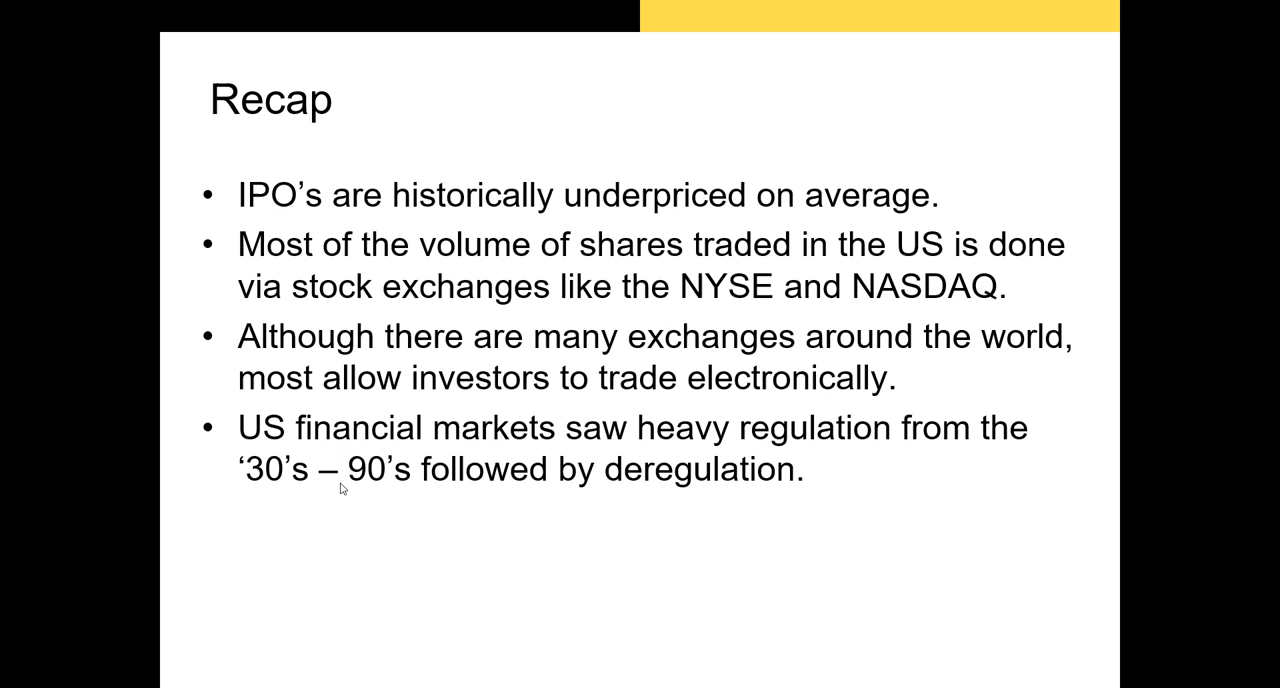 Recap
• IPO’s are historically underpriced on average.
• Most of the volume of shares traded in the US is done
via stock exchanges like the NYSE and NASDAQ.
• Although there are many exchanges around the world,
most allow investors to trade electronically.
• US financial markets saw heavy regulation from the
‘30’s – 90’s followed by deregulation.